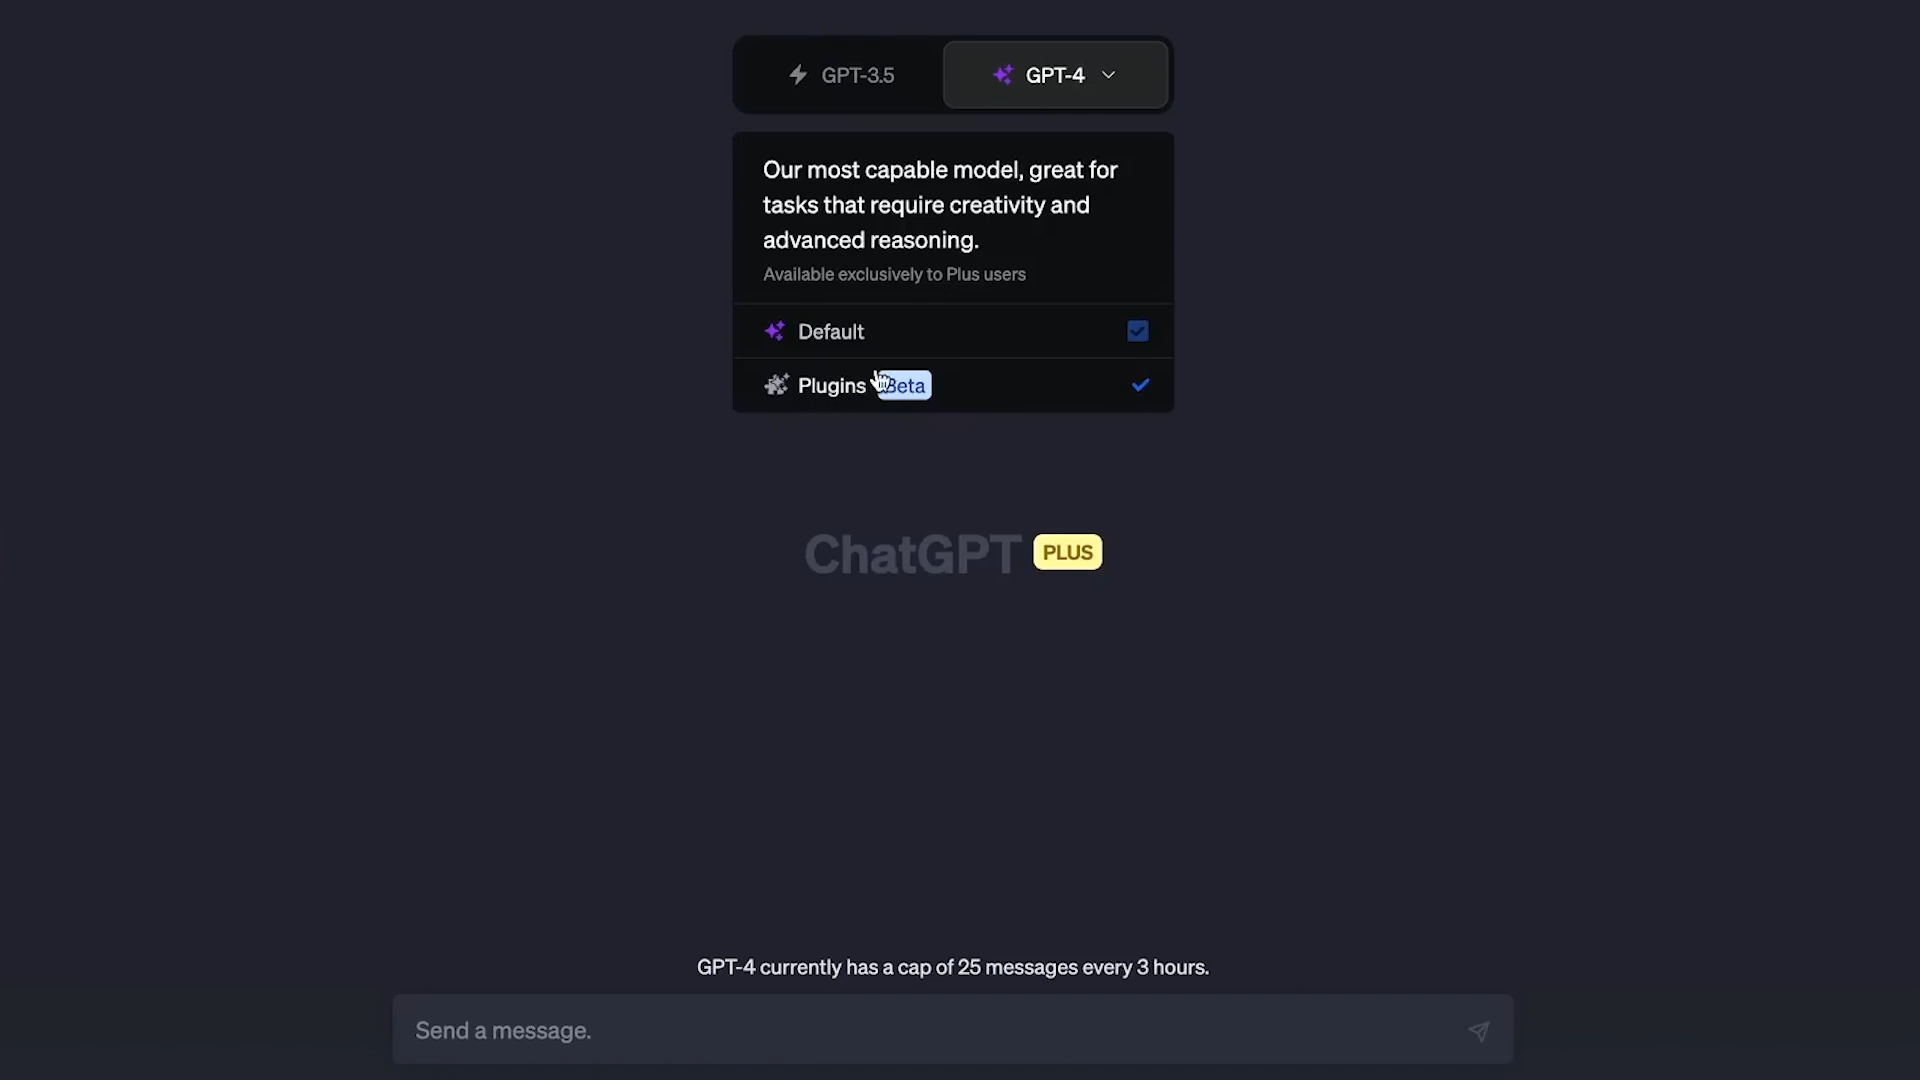 GPT-3.5
GPT-4
Our most capable model, great for
tasks that require creativity and
advanced reasoning.
Available exclusively to Plus users
Default
Plugins Beta
ChatGPT PLUS
GPT-4 currently has a cap of 25 messages every 3 hours.
Send a message.